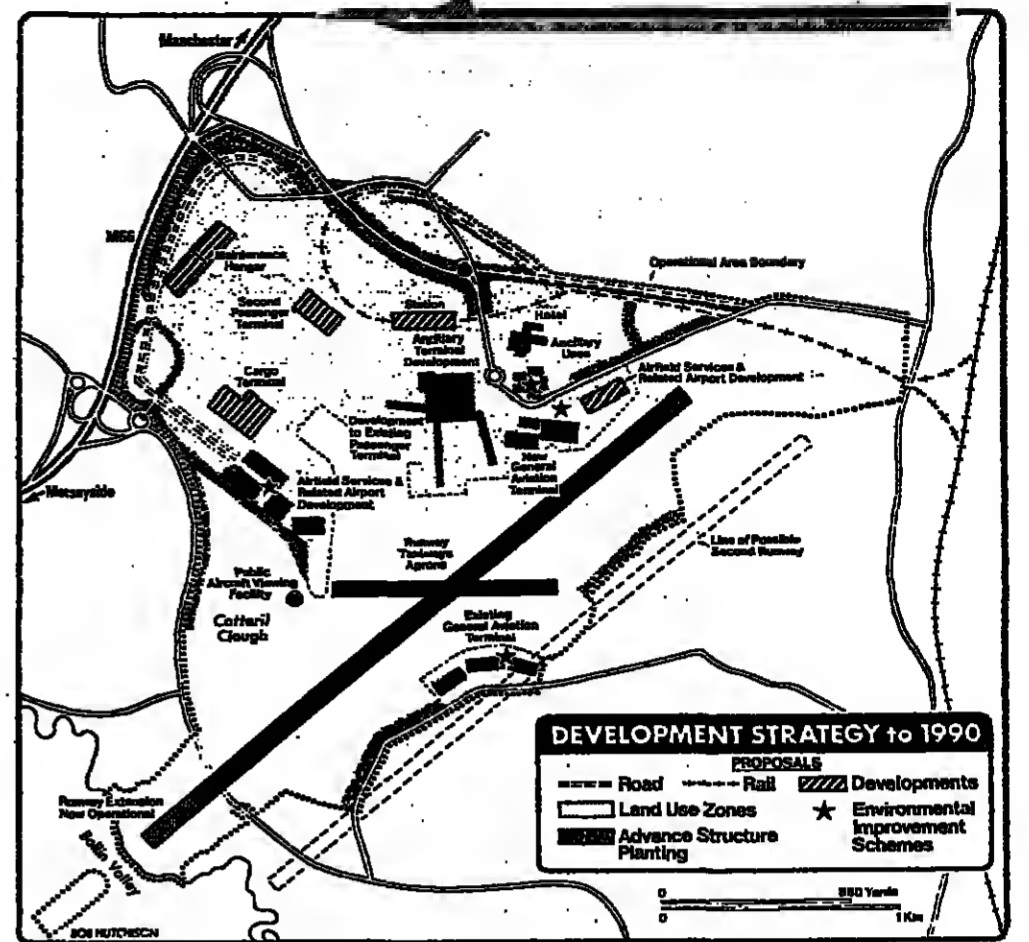 Manchester
M56
Maintenance
Hangar
Second
Passenger
Terminal
Station
Ancillary
Terminal
Development
Hotel
Ancillary
Uses
Operational Area Boundary
Airfield Services &
Related Airport Development
Cargo
Terminal
Development
to Existing
Passenger
Terminal
New
General
Aviation
Terminal
Merseyside
Airfield Services &
Related Airport
Development
Runway
Taxiways
Aprons
Line of Possible
Second Runway
Public
Aircraft Viewing
Facility
Cotteril
Clough
Existing
General Aviation
Terminal
Runway Extension
Now Operational
Bollin Valley
BOB HUTCHISON
DEVELOPMENT STRATEGY to 1990
PROPOSALS
Road
Rail
Developments
Land Use Zones
Environmental
Improvement
Schemes
Advance Structure
Planting
0 880 Yards
0 1 Km